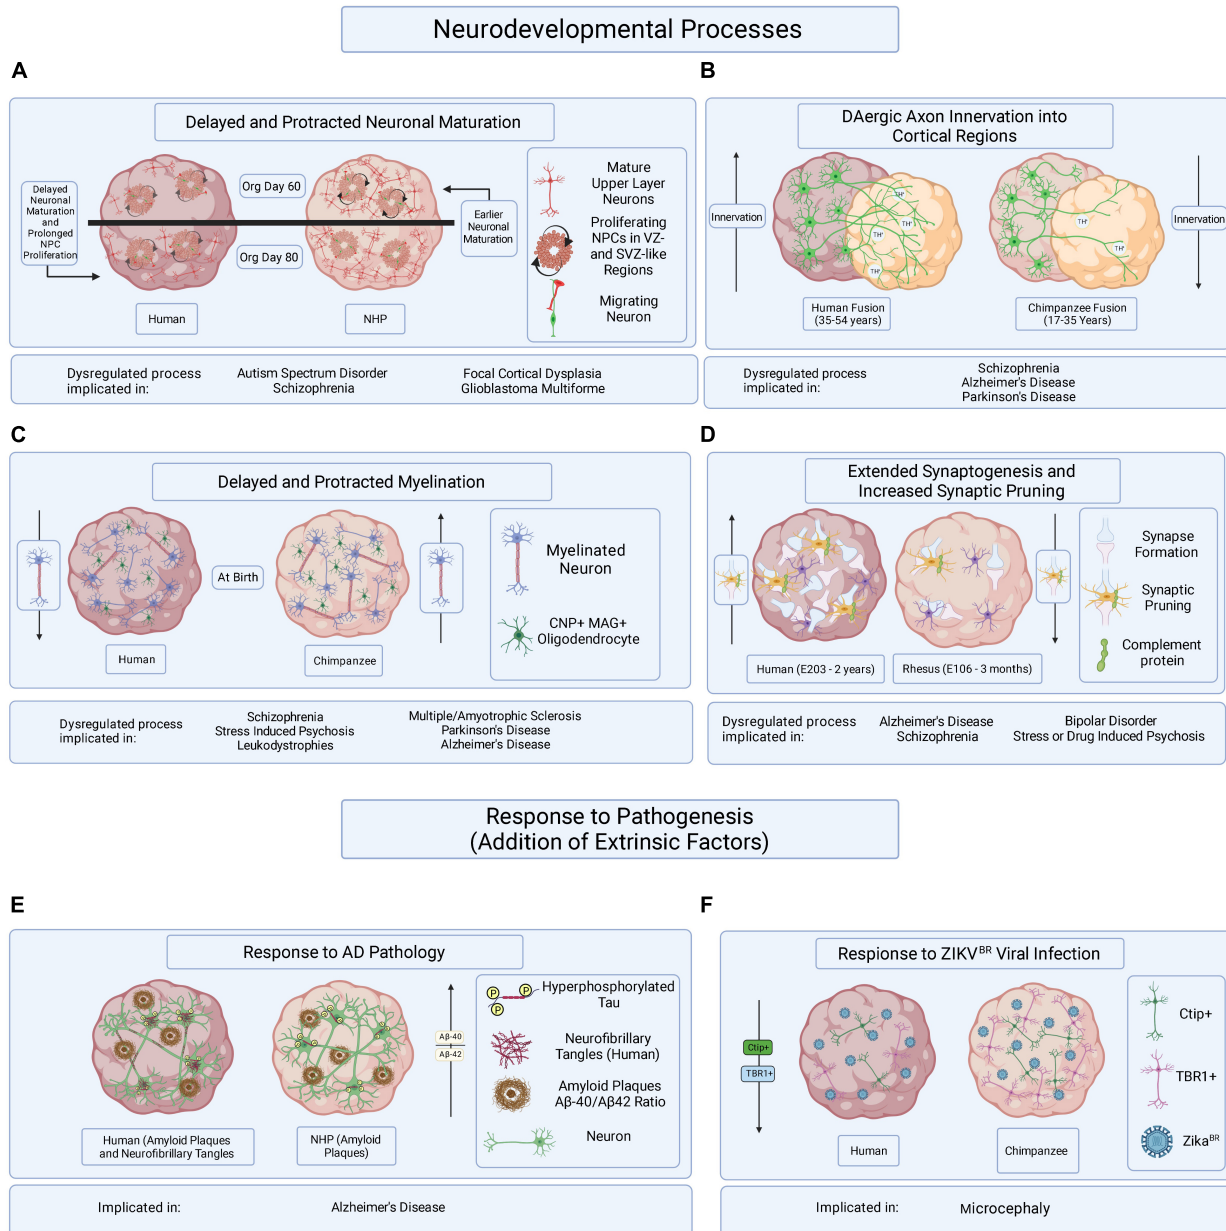 Neurodevelopmental Processes
A
Delayed and Protracted Neuronal Maturation
Delayed
Neuronal
Maturation
and
Prolonged
NPC
Proliferation
Org Day 60
Org Day 80
Earlier
Neuronal
Maturation
Human
NHP
Mature
Upper Layer
Neurons
Proliferating
NPCs in VZ-
and SVZ-like
Regions
Migrating
Neuron
Dysregulated process
implicated in:
Autism Spectrum Disorder
Schizophrenia
Focal Cortical Dysplasia
Glioblastoma Multiforme
B
DAergic Axon Innervation into
Cortical Regions
Innervation
TH+
TH+
TH+
TH+
TH+
TH+
Innervation
Human Fusion
(35-54 years)
Chimpanzee Fusion
(17-35 Years)
Dysregulated process
implicated in:
Schizophrenia
Alzheimer's Disease
Parkinson's Disease
C
Delayed and Protracted Myelination
At Birth
Human
Chimpanzee
Myelinated
Neuron
CNP+ MAG+
Oligodendrocyte
Dysregulated process
implicated in:
Schizophrenia
Stress Induced Psychosis
Leukodystrophies
Multiple/Amyotrophic Sclerosis
Parkinson's Disease
Alzheimer's Disease
D
Extended Synaptogenesis and
Increased Synaptic Pruning
Human (E203 - 2 years)
Rhesus (E106 - 3 months)
Synapse
Formation
Synaptic
Pruning
Complement
protein
Dysregulated process
implicated in:
Alzheimer's Disease
Schizophrenia
Bipolar Disorder
Stress or Drug Induced Psychosis
Response to Pathogenesis
(Addition of Extrinsic Factors)
E
Response to AD Pathology
Aβ-40
Aβ-42
Human (Amyloid Plaques
and Neurofibrillary Tangles
NHP (Amyloid
Plaques)
P
P
P
Hyperphosphorylated
Tau
Neurofibrillary
Tangles (Human)
Amyloid Plaques
Aβ-40/Aβ42 Ratio
Neuron
Implicated in:
Alzheimer's Disease
F
Response to ZIKVBR Viral Infection
Ctip+
TBR1+
Human
Chimpanzee
Ctip+
TBR1+
ZikaBR
Implicated in:
Microcephaly